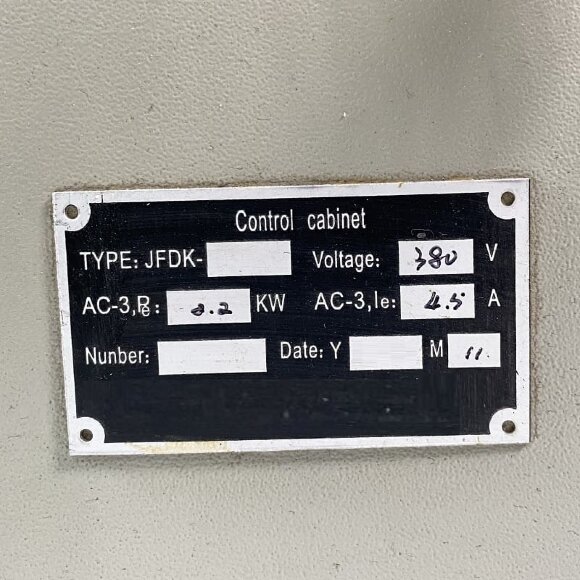 Control cabinet
TYPE: JFDK- Voltage: 380 V
AC-3,Pe: 2.2 KW AC-3,Ie: 4.5 A
Nunber: Date: Y M 11.